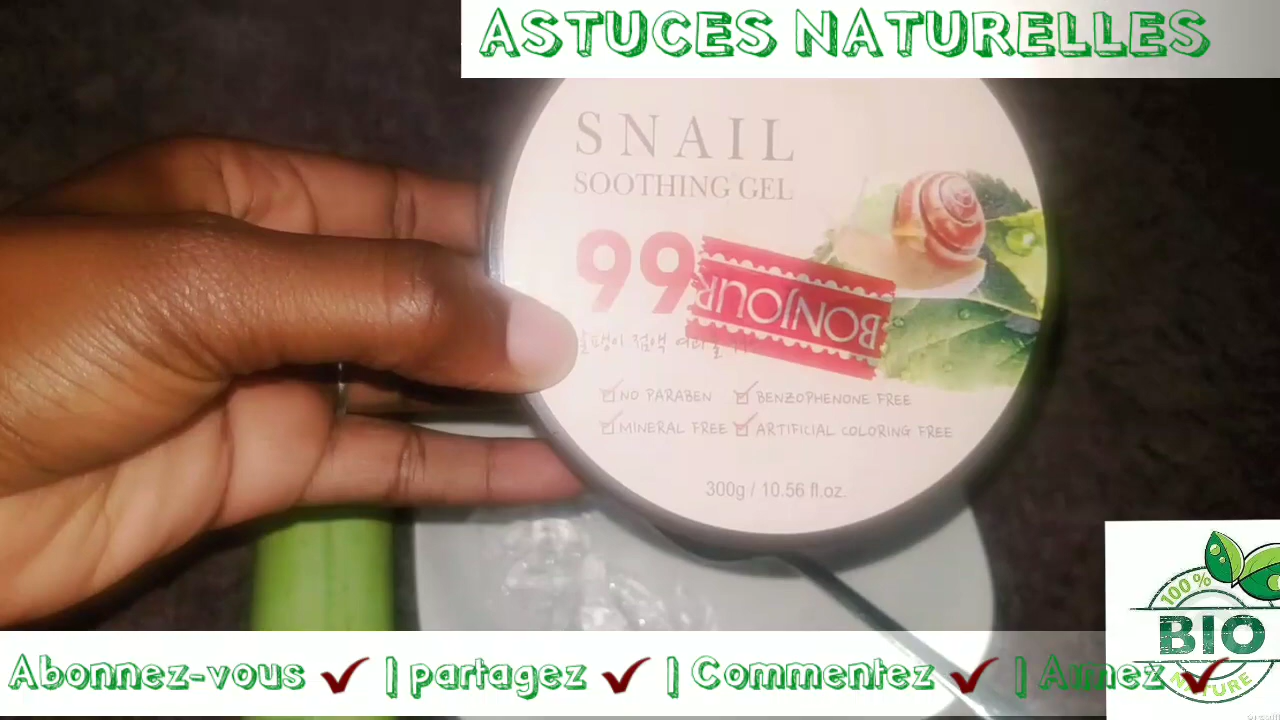 ASTUCES NATURELLES
SNAIL
SOOTHING GEL
99
BONJOUR
NO PARABEN
BENZOPHENONE FREE
MINERAL FREE
ARTIFICIAL COLORING FREE
300g / 10.56 fl.oz.
100%
BIO
NATURE
Abonnez-vous | partagez | Commentez | Aimez